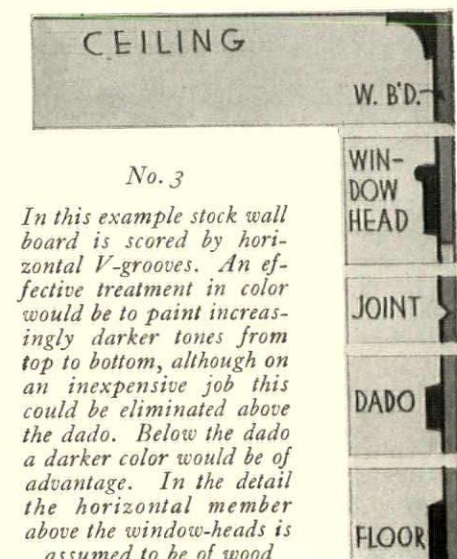 CEILING
W. B'D.
WIN-
DOW
HEAD
JOINT
DADO
FLOOR
No. 3
In this example stock wall
board is scored by hori-
zontal V-grooves. An ef-
fective treatment in color
would be to paint increas-
ingly darker tones from
top to bottom, although on
an inexpensive job this
could be eliminated above
the dado. Below the dado
a darker color would be of
advantage. In the detail
the horizontal member
above the window-heads is
assumed to be of wood